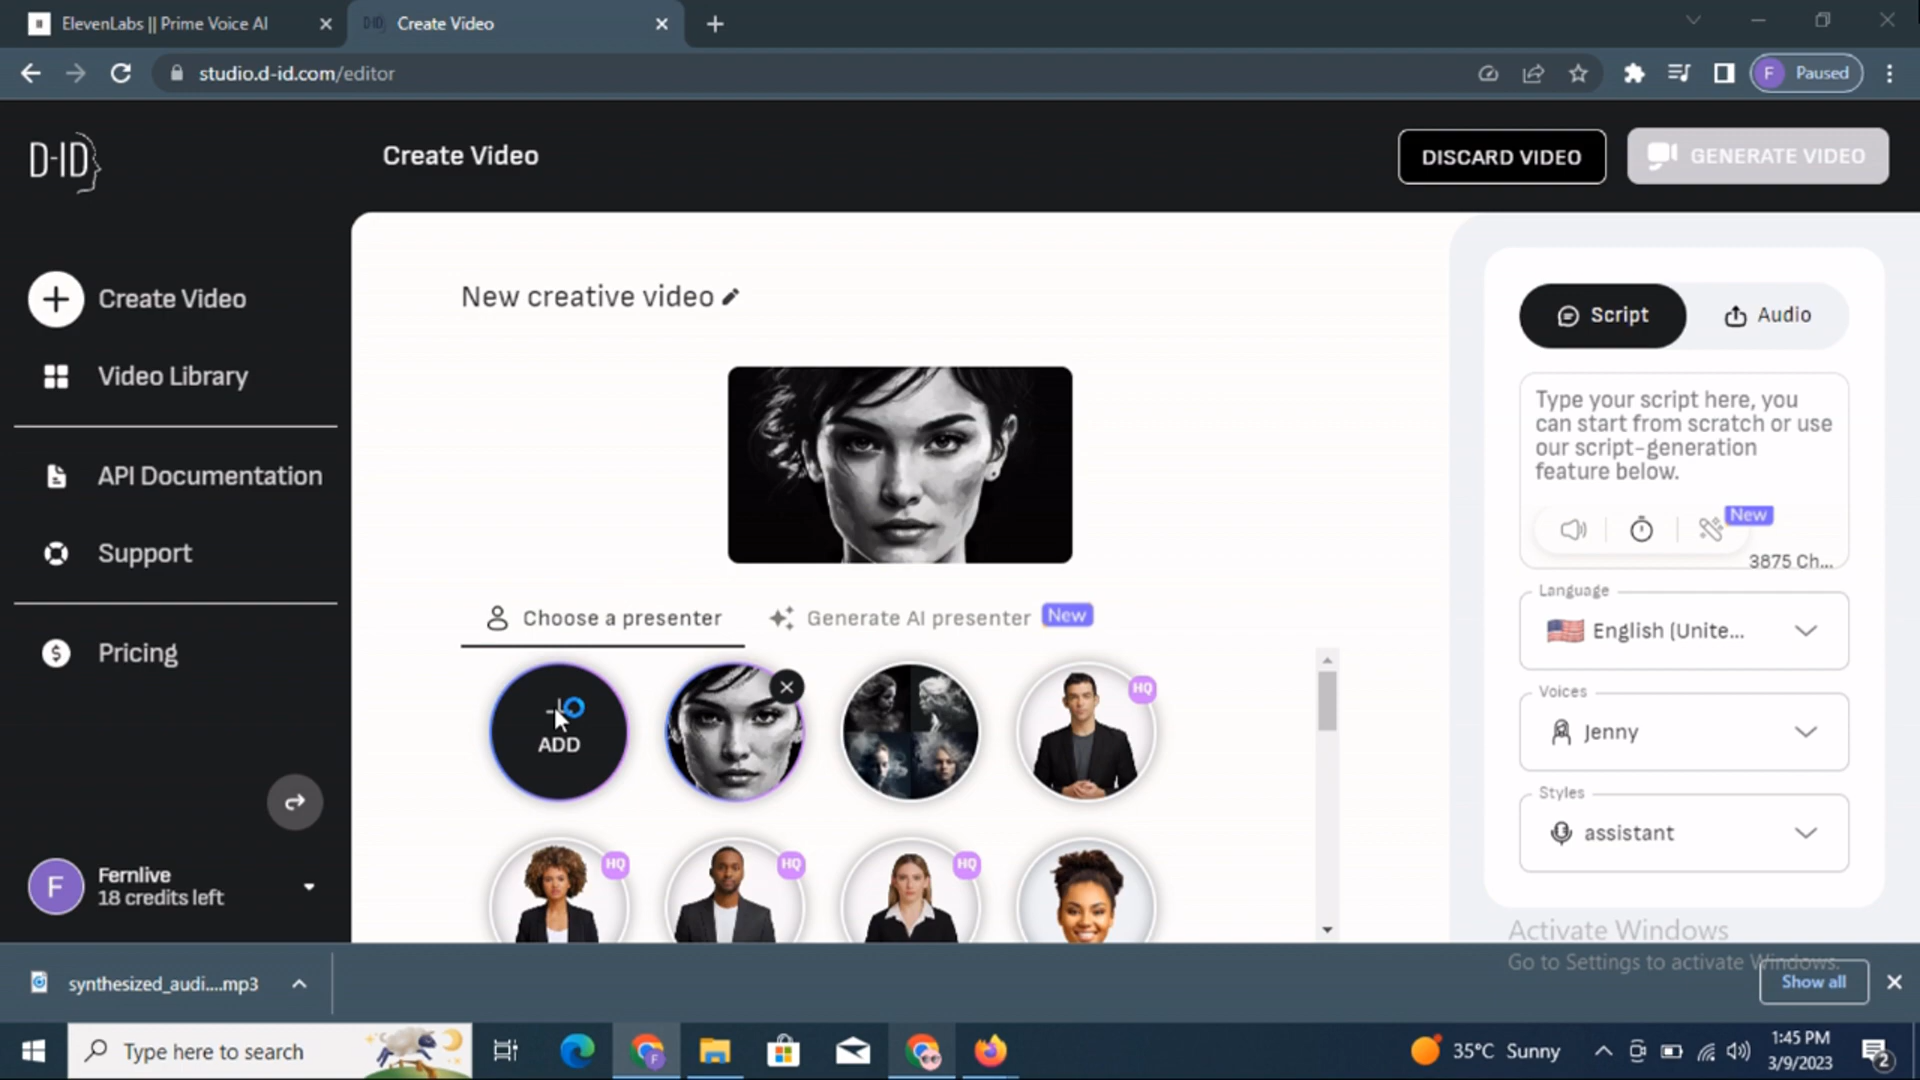 ElevenLabs || Prime Voice AI
Create Video
studio.d-id.com/editor
F Paused
D-ID
Create Video
DISCARD VIDEO
GENERATE VIDEO
Create Video
Video Library
API Documentation
Support
Pricing
F
Fernlive
18 credits left
New creative video
Choose a presenter
Generate AI presenter New
ADD
HQ
HQ
HQ
HQ
Script
Audio
Type your script here, you
can start from scratch or use
our script-generation
feature below.
New
3875 Ch...
Language
English (Unite...
Voices
Jenny
Styles
assistant
Activate Windows
Go to Settings to activate Windows.
synthesized_audi....mp3
Show all
Type here to search
F
35°C Sunny
1:45 PM
3/9/2023
2